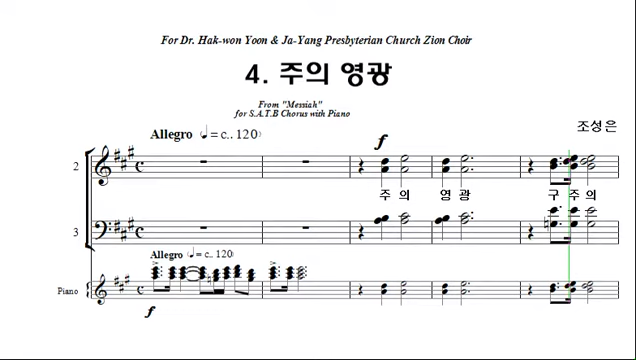 For Dr. Hak-won Yoon & Ja-Yang Presbyterian Church Zion Choir
4. 주의 영광
From "Messiah"
for S.A.T.B Chorus with Piano
조성은
Allegro ♩= c.. 120)
f
2
주 의 영 광 구 주 의
3
Allegro ♩= c.. 120)
Piano
f